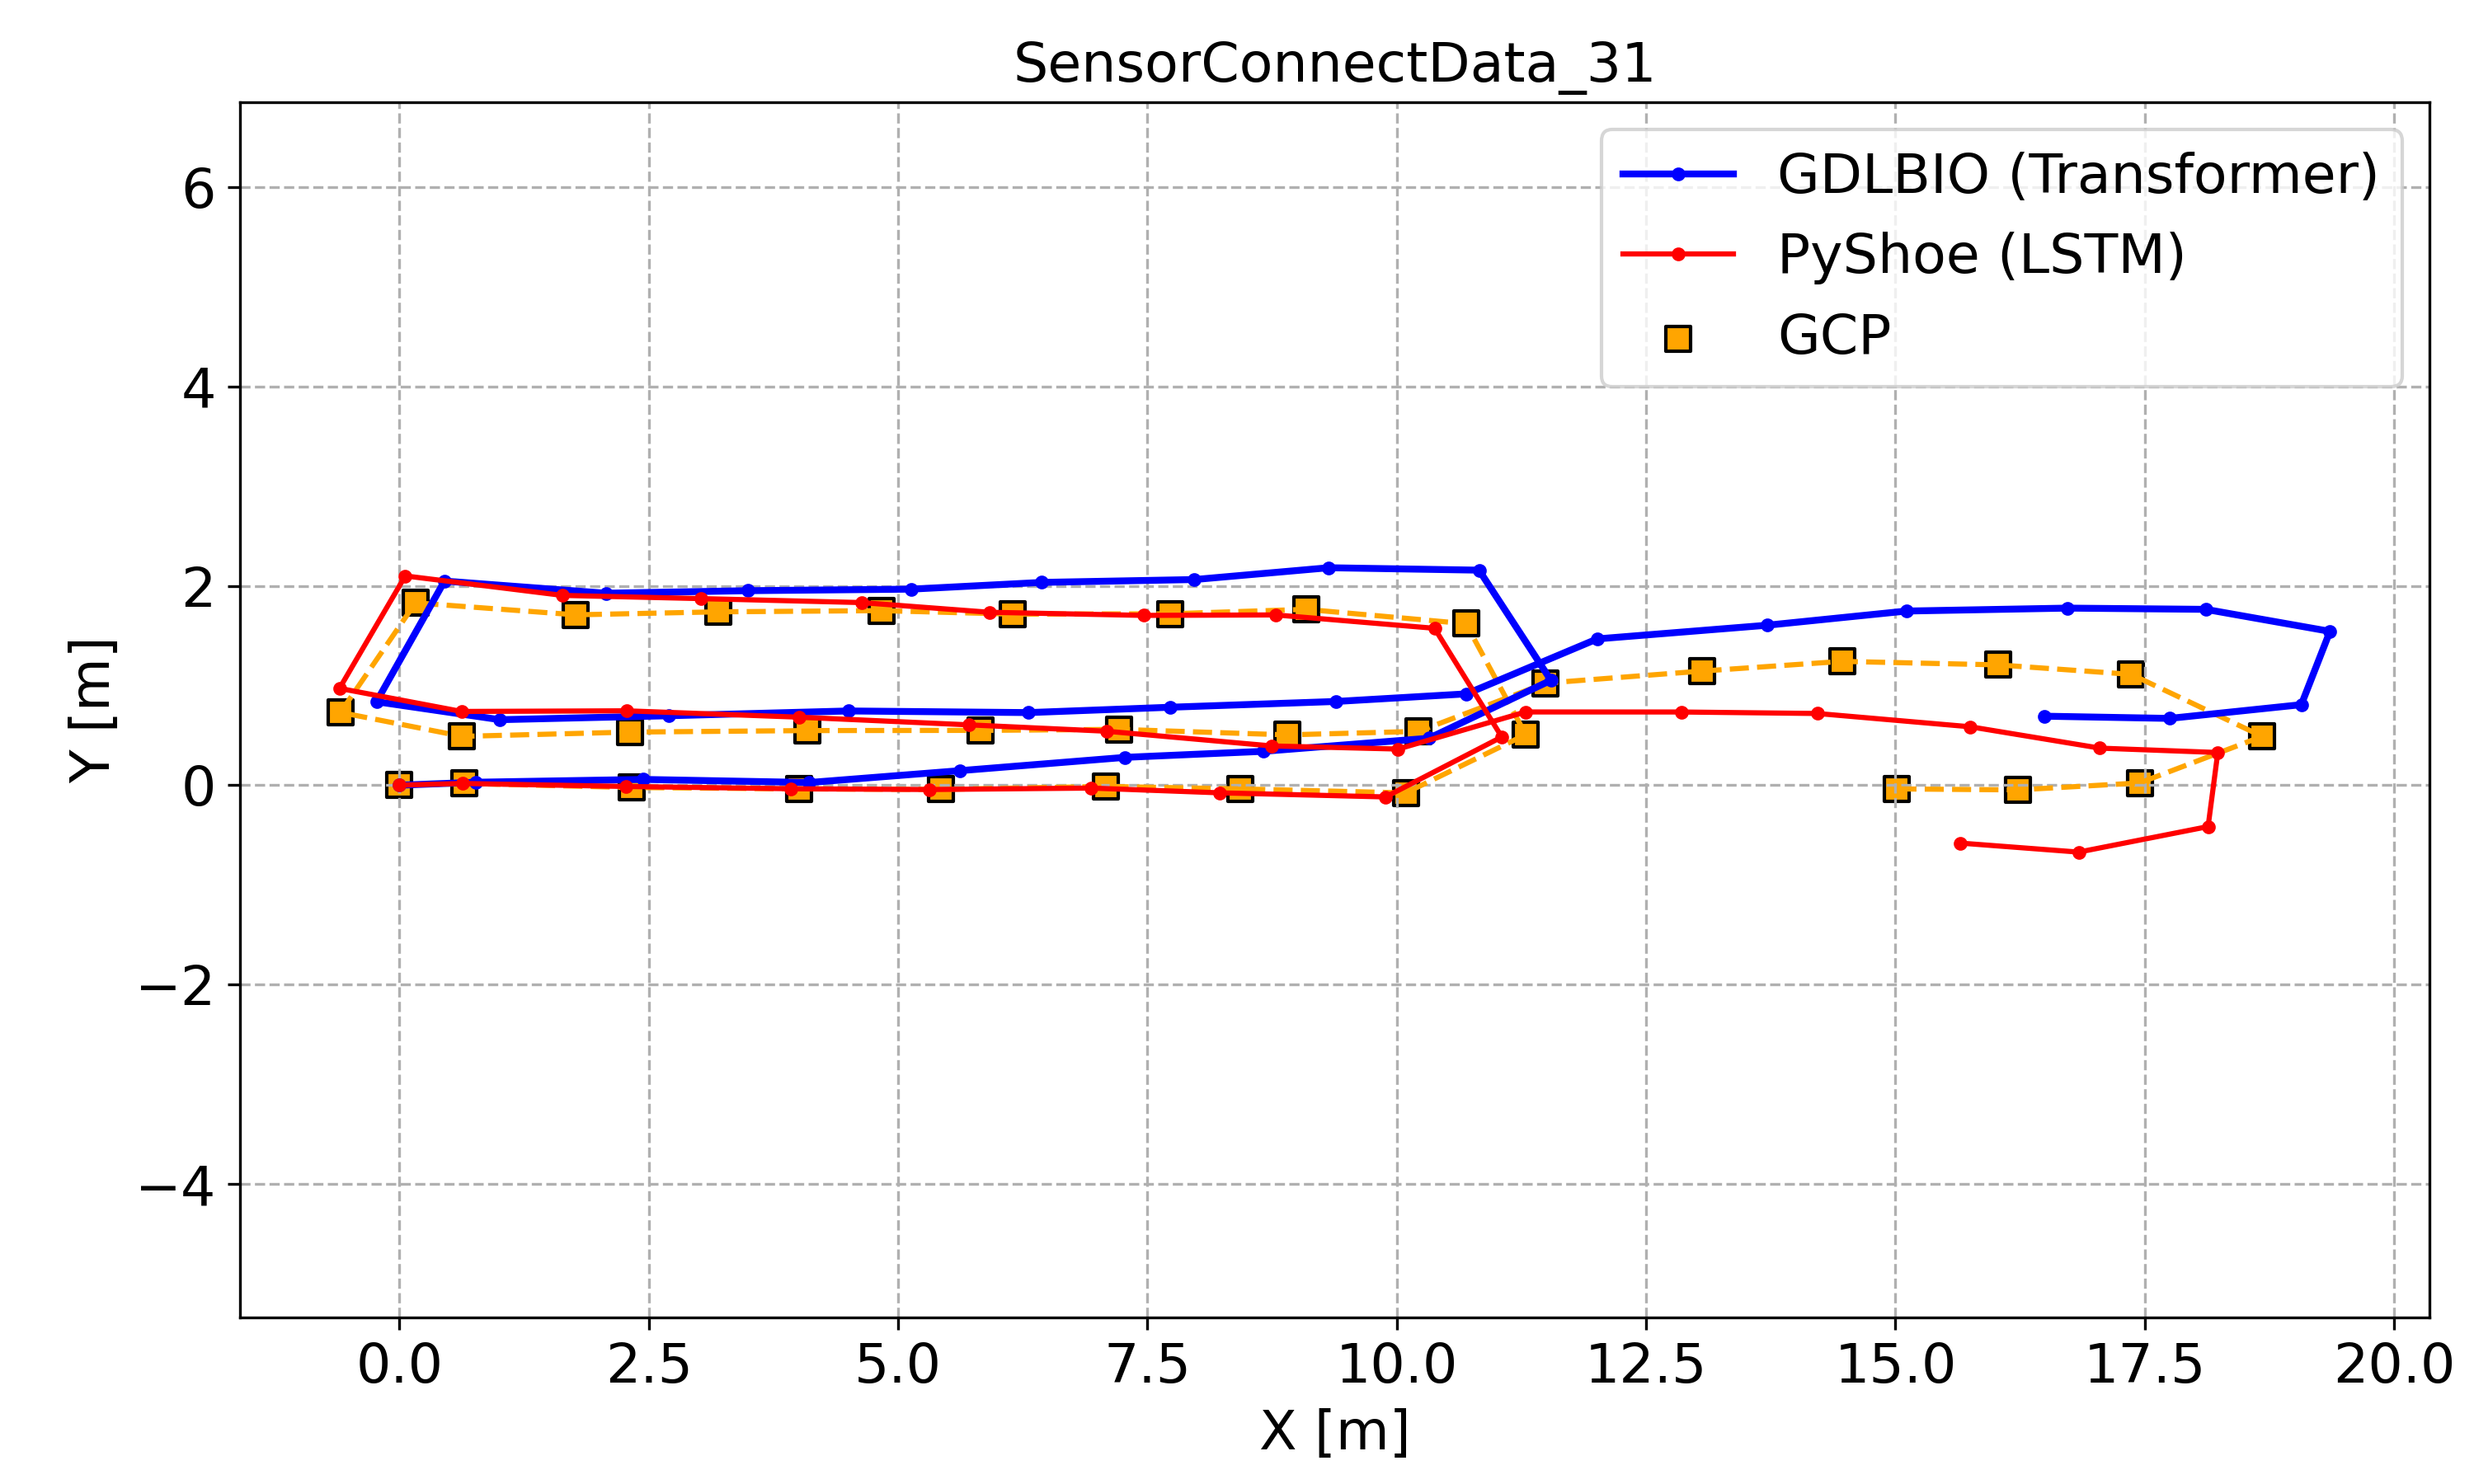 SensorConnectData_31
GDLBIO (Transformer)
PyShoe (LSTM)
GCP
6
4
2
0
−2
−4
Y [m]
0.0 2.5 5.0 7.5 10.0 12.5 15.0 17.5 20.0
X [m]